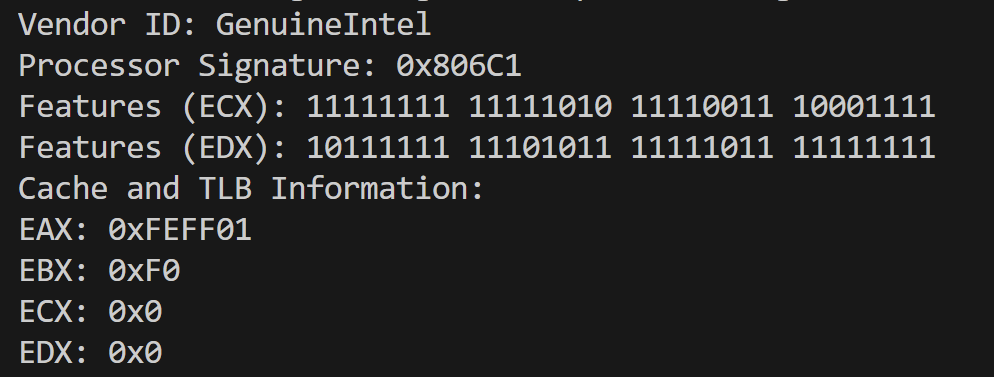 Vendor ID: GenuineIntel
Processor Signature: 0x806C1
Features (ECX): 11111111 11111010 11110011 10001111
Features (EDX): 10111111 11101011 11111011 11111111
Cache and TLB Information:
EAX: 0xFEFF01
EBX: 0xF0
ECX: 0x0
EDX: 0x0